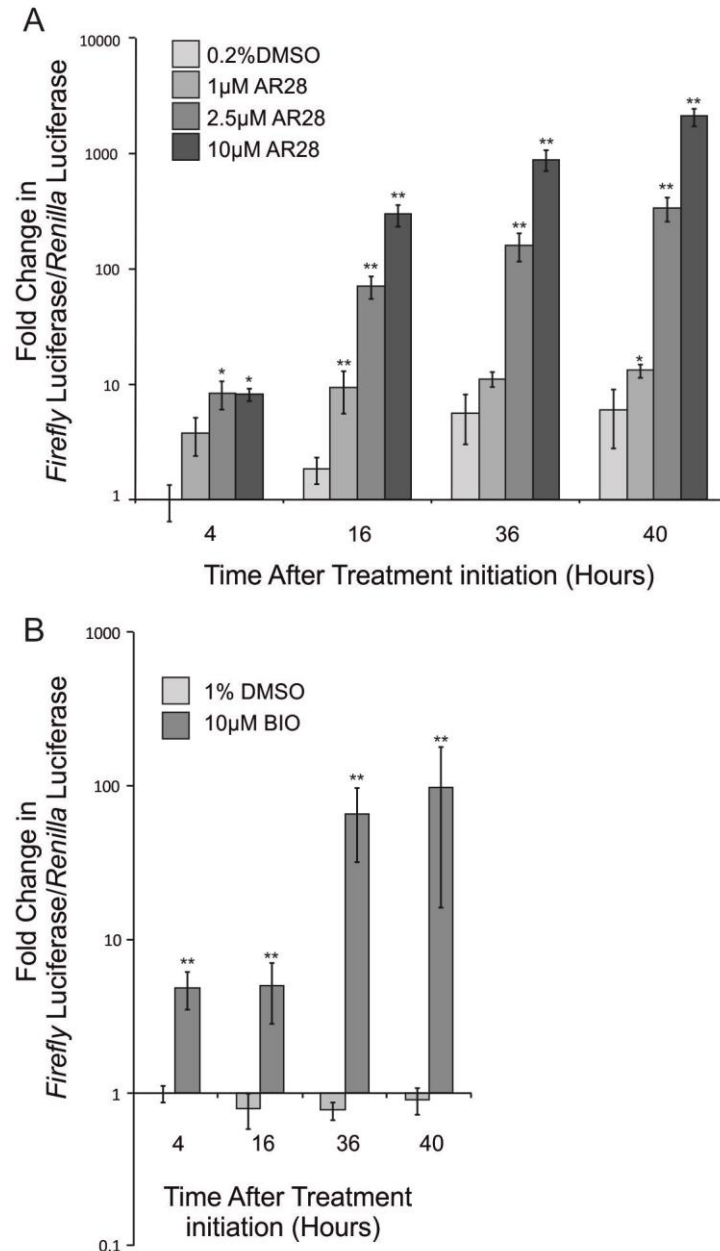 A
10000
1000
100
10
1
Fold Change in
Firefly Luciferase/Renilla Luciferase
0.2%DMSO
1µM AR28
2.5µM AR28
10µM AR28
* *
** ** **
** **
* ** **
4 16 36 40
Time After Treatment initiation (Hours)
B
1000
100
10
1
0.1
Fold Change in
Firefly Luciferase/Renilla Luciferase
1% DMSO
10µM BIO
** ** ** **
4 16 36 40
Time After Treatment
initiation (Hours)